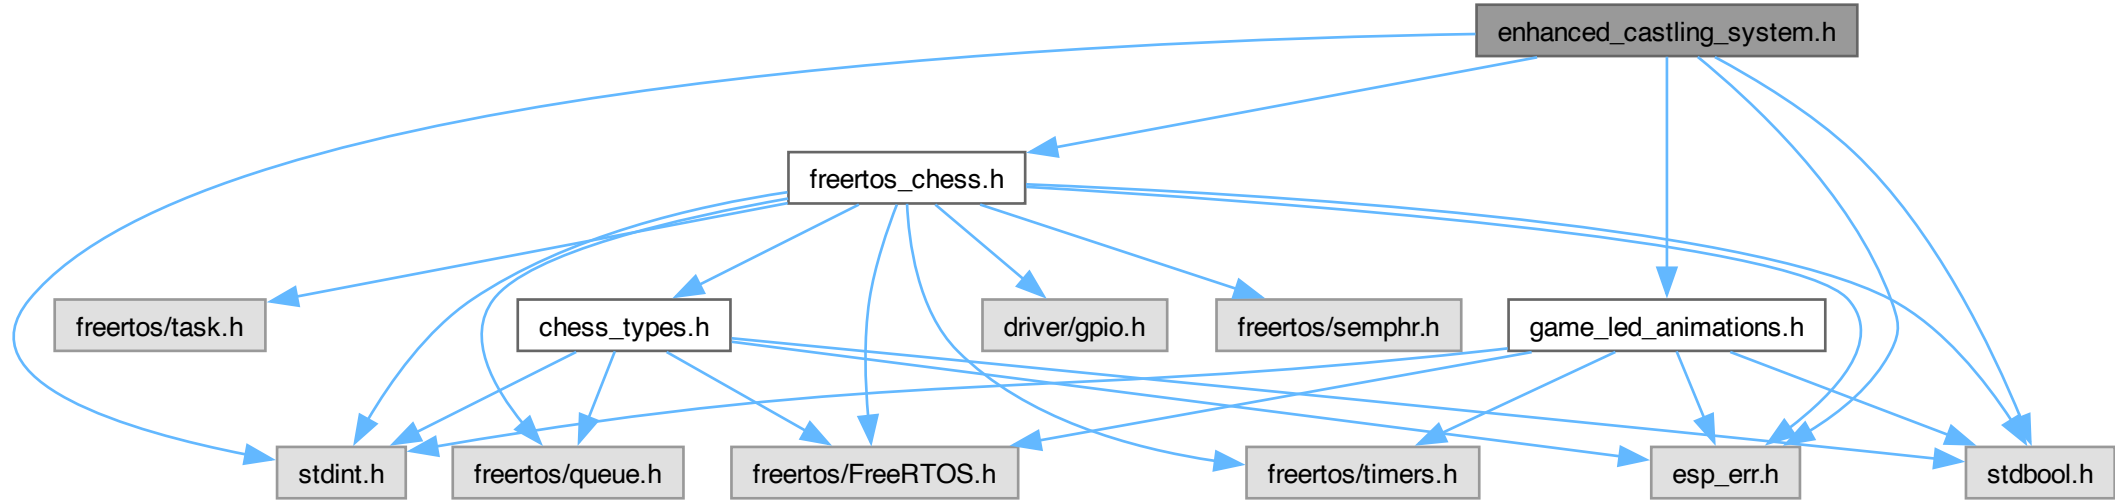 enhanced_castling_system.h
freertos_chess.h
freertos/task.h
chess_types.h
driver/gpio.h
freertos/semphr.h
game_led_animations.h
stdint.h
freertos/queue.h
freertos/FreeRTOS.h
freertos/timers.h
esp_err.h
stdbool.h